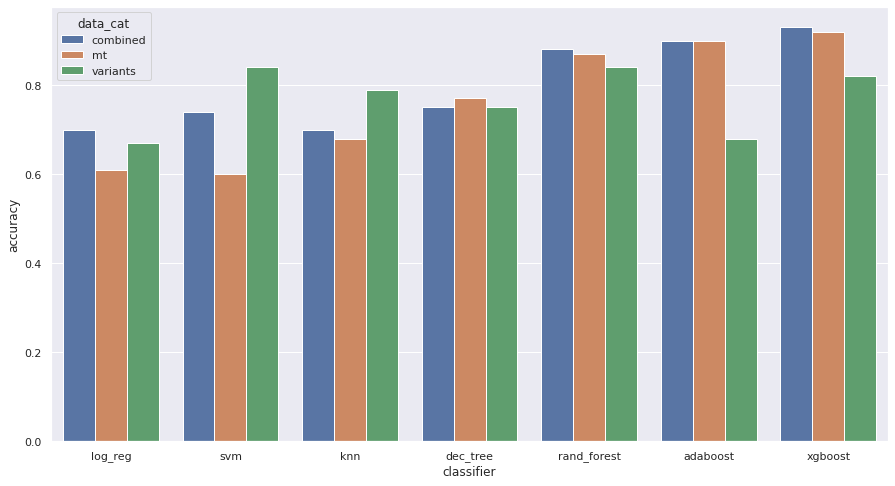 data_cat
combined
mt
variants
accuracy
0.8
0.6
0.4
0.2
0.0
log_reg
svm
knn
dec_tree
rand_forest
adaboost
xgboost
classifier